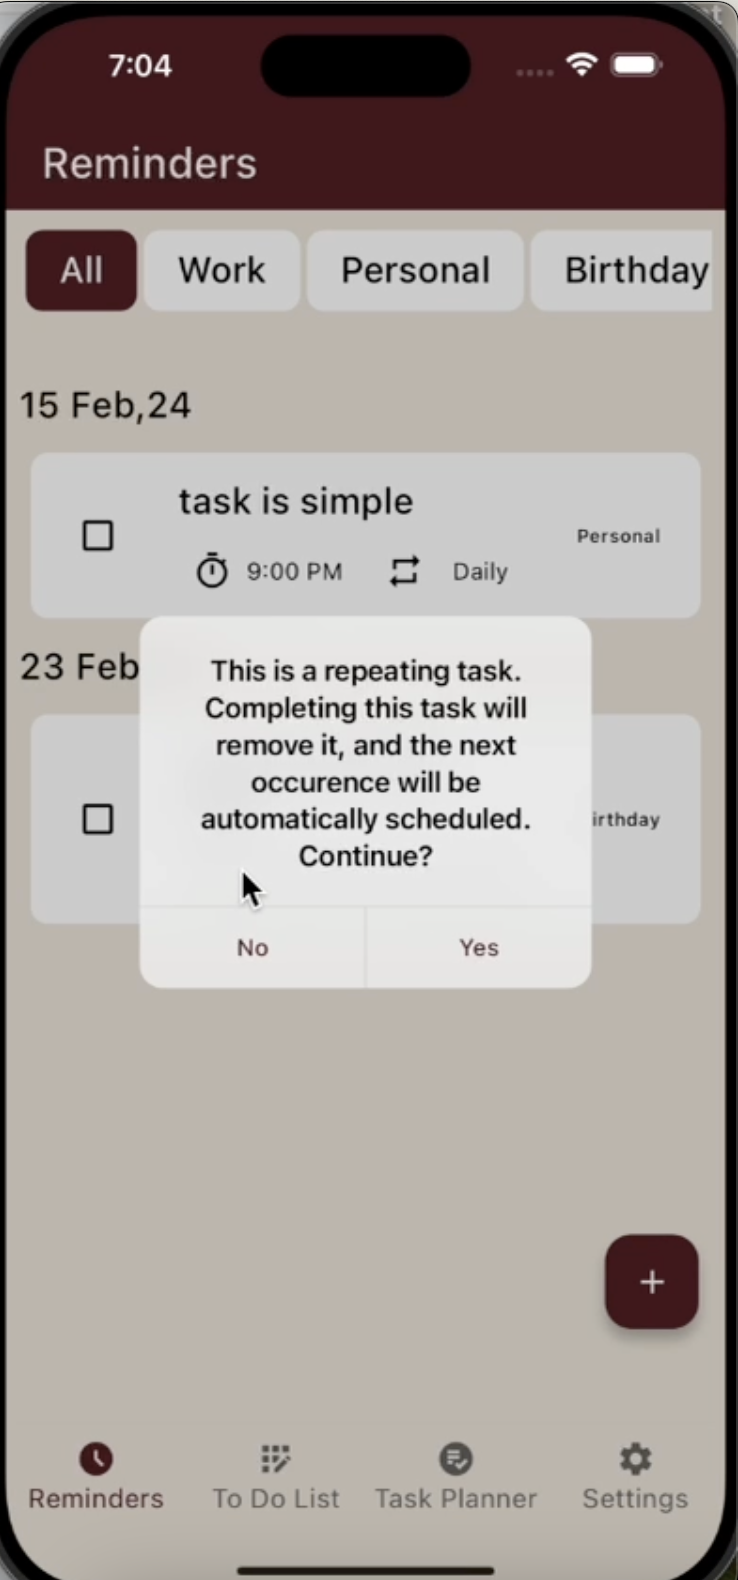 t
7:04
Reminders
All Work Personal Birthday
15 Feb,24
task is simple
Personal
9:00 PM Daily
23 Feb
This is a repeating task.
Completing this task will
remove it, and the next
occurence will be
automatically scheduled.
Continue?
irthday
No Yes
+
Reminders To Do List Task Planner Settings